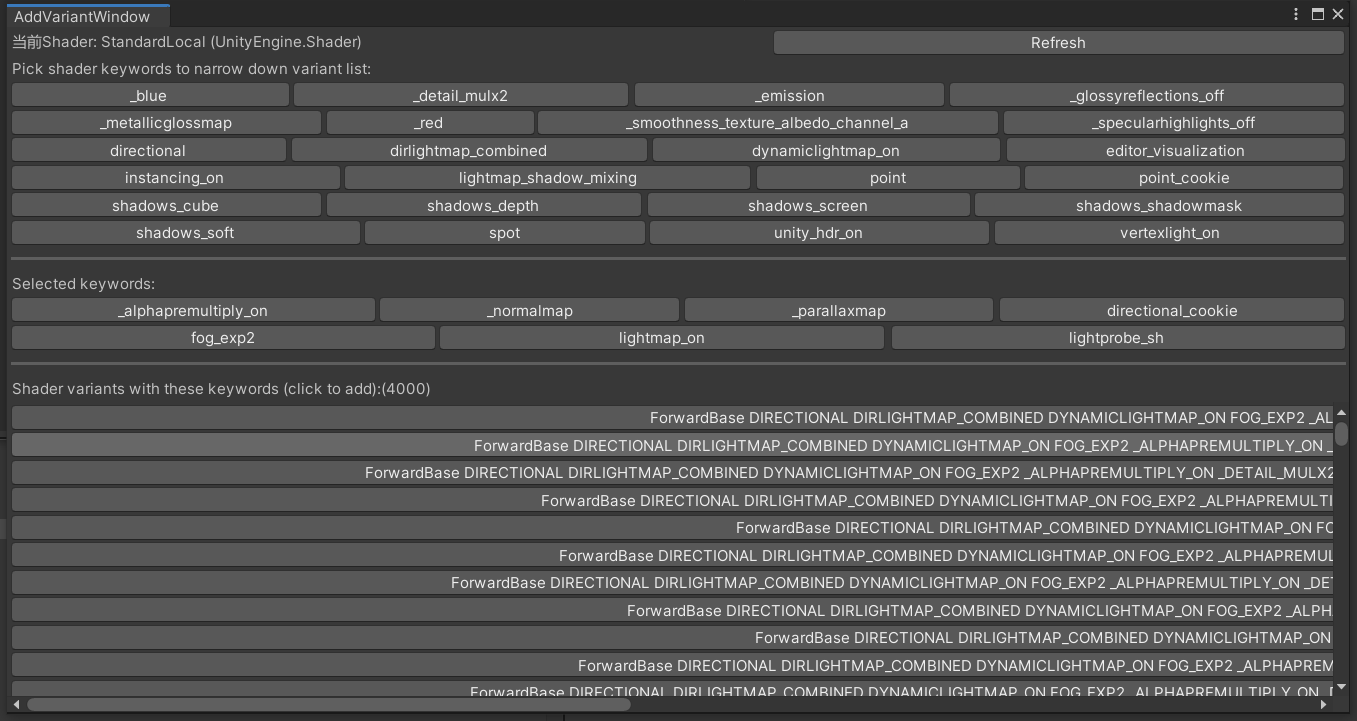 AddVariantWindow
当前Shader: StandardLocal (UnityEngine.Shader) Refresh
Pick shader keywords to narrow down variant list:
_blue _detail_mulx2 _emission _glossyreflections_off
_metallicglossmap _red _smoothness_texture_albedo_channel_a _specularhighlights_off
directional dirlightmap_combined dynamiclightmap_on editor_visualization
instancing_on lightmap_shadow_mixing point point_cookie
shadows_cube shadows_depth shadows_screen shadows_shadowmask
shadows_soft spot unity_hdr_on vertexlight_on
Selected keywords:
_alphapremultiply_on _normalmap _parallaxmap directional_cookie
fog_exp2 lightmap_on lightprobe_sh
Shader variants with these keywords (click to add):(4000)
ForwardBase DIRECTIONAL DIRLIGHTMAP_COMBINED DYNAMICLIGHTMAP_ON FOG_EXP2 _AL
ForwardBase DIRECTIONAL DIRLIGHTMAP_COMBINED DYNAMICLIGHTMAP_ON FOG_EXP2 _ALPHAPREMULTIPLY_ON _
ForwardBase DIRECTIONAL DIRLIGHTMAP_COMBINED DYNAMICLIGHTMAP_ON FOG_EXP2 _ALPHAPREMULTIPLY_ON _DETAIL_MULX2
ForwardBase DIRECTIONAL DIRLIGHTMAP_COMBINED DYNAMICLIGHTMAP_ON FOG_EXP2 _ALPHAPREMULTI
ForwardBase DIRECTIONAL DIRLIGHTMAP_COMBINED DYNAMICLIGHTMAP_ON FO
ForwardBase DIRECTIONAL DIRLIGHTMAP_COMBINED DYNAMICLIGHTMAP_ON FOG_EXP2 _ALPHAPREMUL
ForwardBase DIRECTIONAL DIRLIGHTMAP_COMBINED DYNAMICLIGHTMAP_ON FOG_EXP2 _ALPHAPREMULTIPLY_ON _DET
ForwardBase DIRECTIONAL DIRLIGHTMAP_COMBINED DYNAMICLIGHTMAP_ON FOG_EXP2 _ALPH
ForwardBase DIRECTIONAL DIRLIGHTMAP_COMBINED DYNAMICLIGHTMAP_ON
ForwardBase DIRECTIONAL DIRLIGHTMAP_COMBINED DYNAMICLIGHTMAP_ON FOG_EXP2 _ALPHAPREM
ForwardBase DIRECTIONAL DIRLIGHTMAP_COMBINED DYNAMICLIGHTMAP_ON FOG_EXP2 _ALPHAPREMULTIPLY_ON _D